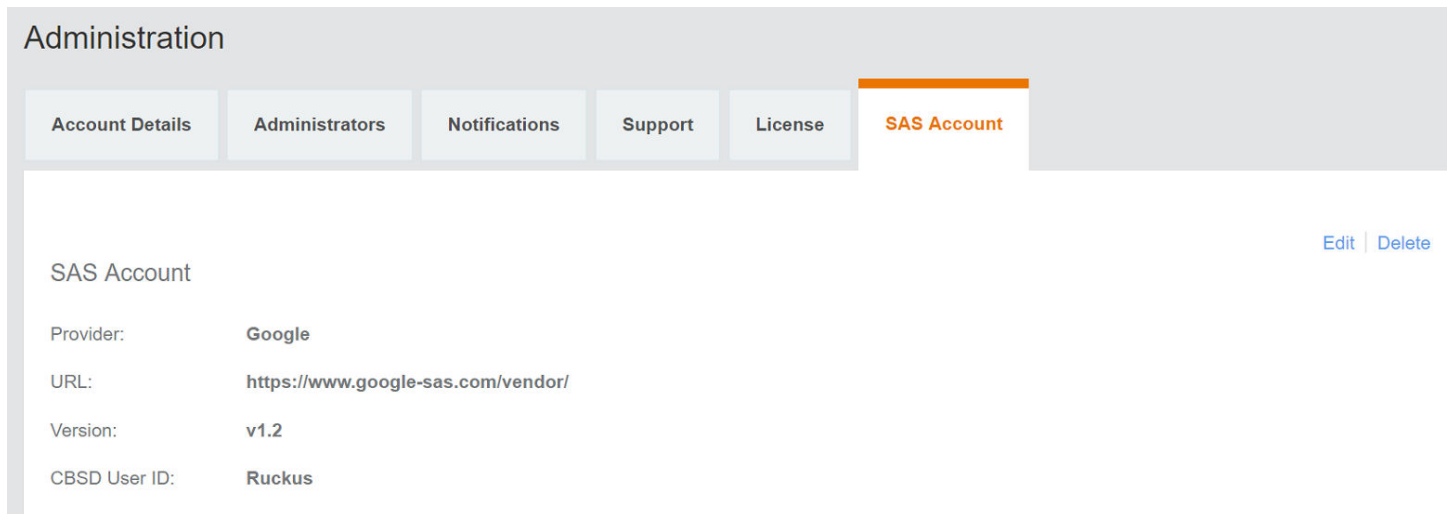 Administration
Account Details Administrators Notifications Support License SAS Account
Edit Delete
SAS Account
Provider: Google
URL: https://www.google-sas.com/vendor/
Version: v1.2
CBSD User ID: Ruckus